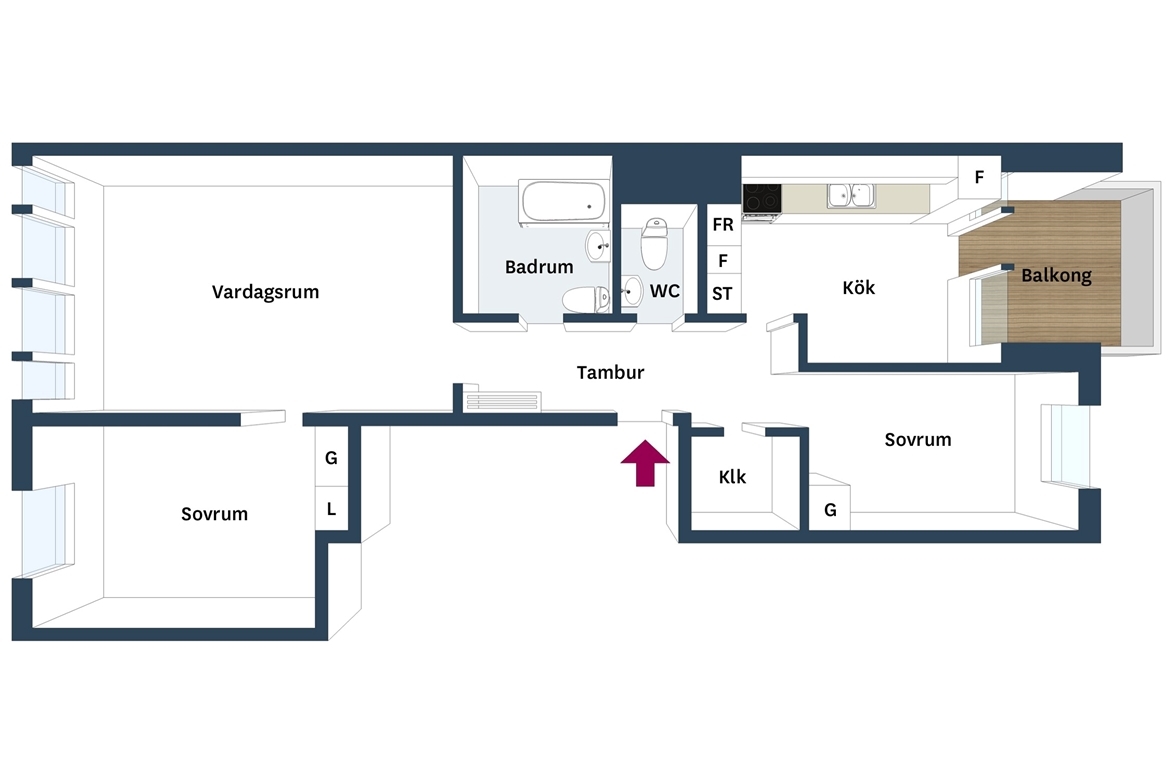 F
FR
F
ST
Badrum
WC
Vardagsrum
Kök
Balkong
Tambur
Sovrum
Klk
G
G
L
Sovrum